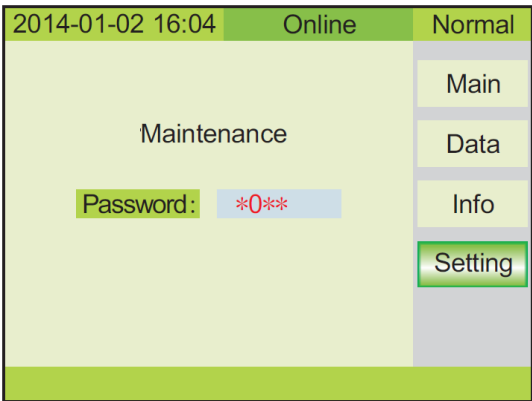 2014-01-02 16:04 Online Normal
Main
Maintenance
Data
Password: *0**
Info
Setting